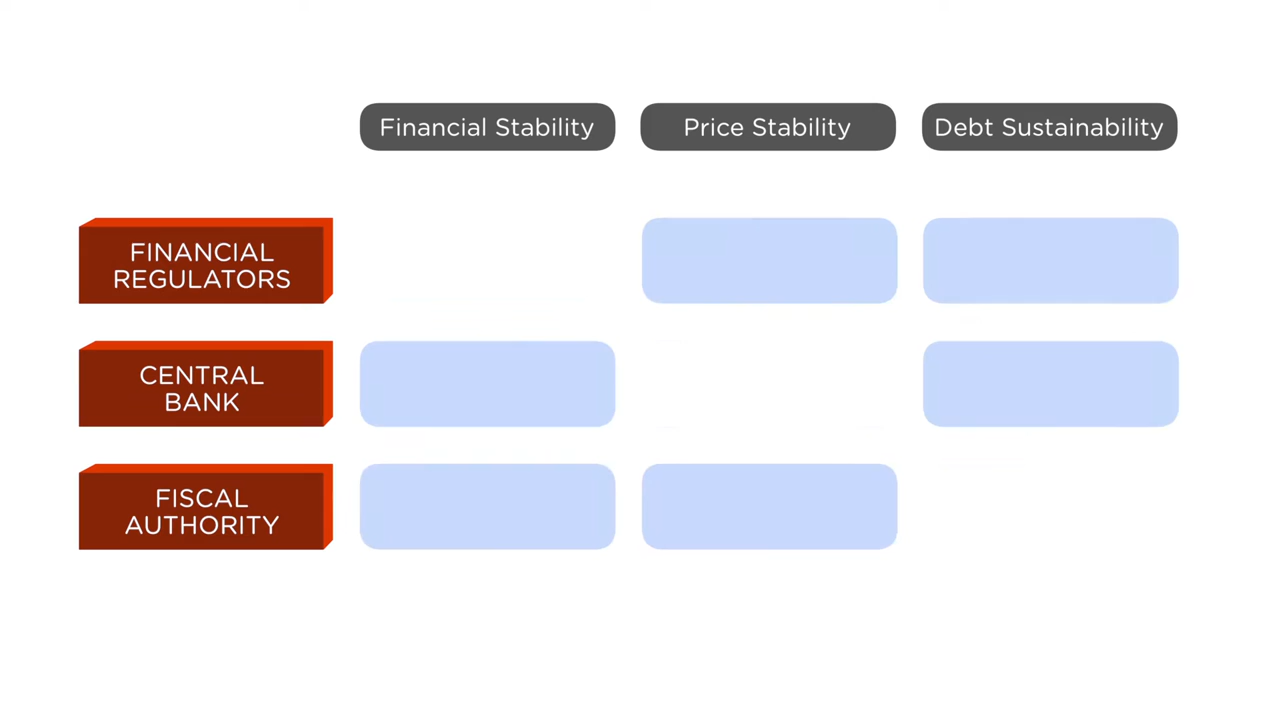 Financial Stability
Price Stability
Debt Sustainability
FINANCIAL
REGULATORS
CENTRAL
BANK
FISCAL
AUTHORITY